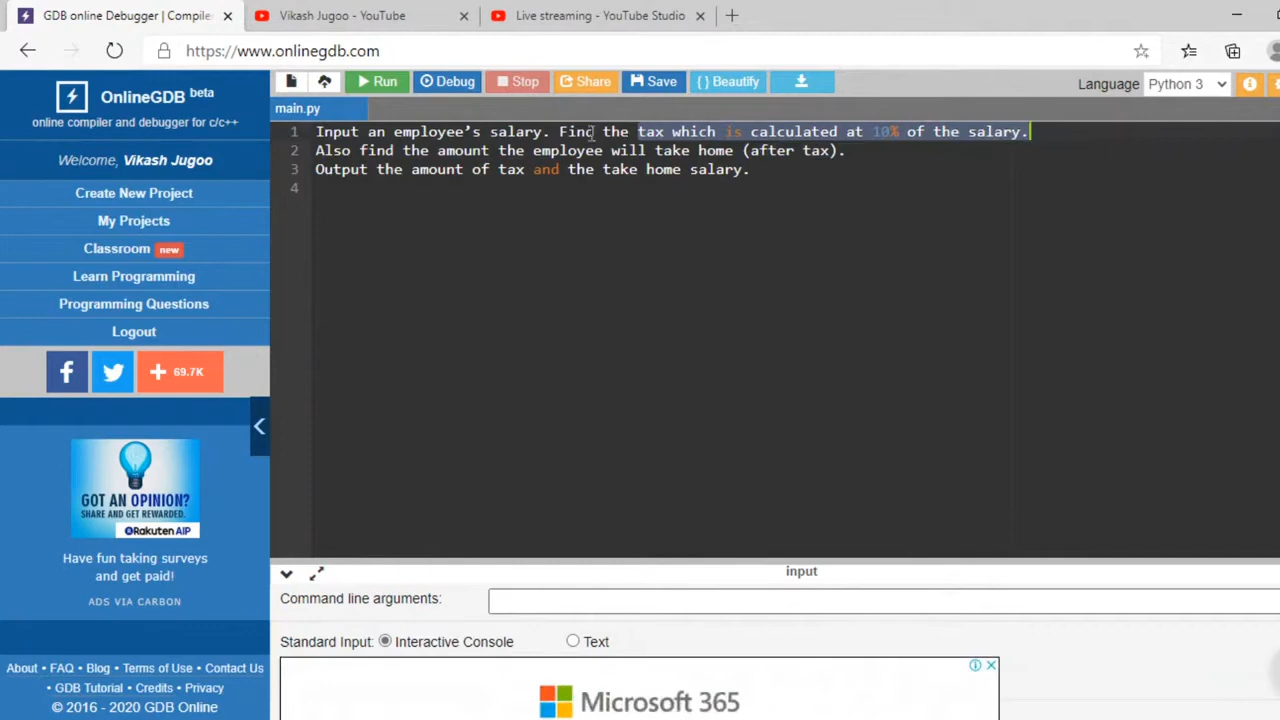 GDB online Debugger | Compiler
Vikash Jugoo - YouTube
Live streaming - YouTube Studio
https://www.onlinegdb.com
OnlineGDB beta
online compiler and debugger for c/c++
Welcome, Vikash Jugoo
Create New Project
My Projects
Classroom new
Learn Programming
Programming Questions
Logout
69.7K
GOT AN OPINION?
SHARE AND GET REWARDED.
Rakuten AIP
Have fun taking surveys
and get paid!
ADS VIA CARBON
About • FAQ • Blog • Terms of Use • Contact Us
• GDB Tutorial • Credits • Privacy
© 2016 - 2020 GDB Online
Run Debug Stop Share Save { } Beautify
Language Python 3
main.py
1 Input an employee’s salary. Find the tax which is calculated at 10% of the salary.
2 Also find the amount the employee will take home (after tax).
3 Output the amount of tax and the take home salary.
4
input
Command line arguments:
Standard Input: Interactive Console Text
Microsoft 365